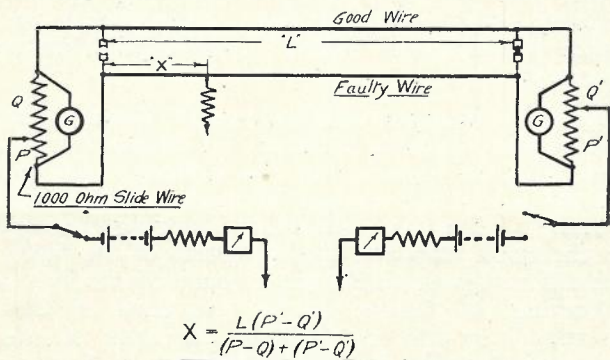 Good Wire
"L"
"X"
Faulty Wire
Q
G
P
Q'
G
P'
1000 Ohm Slide Wire
X = L(P'-Q') / (P-Q) + (P'-Q')